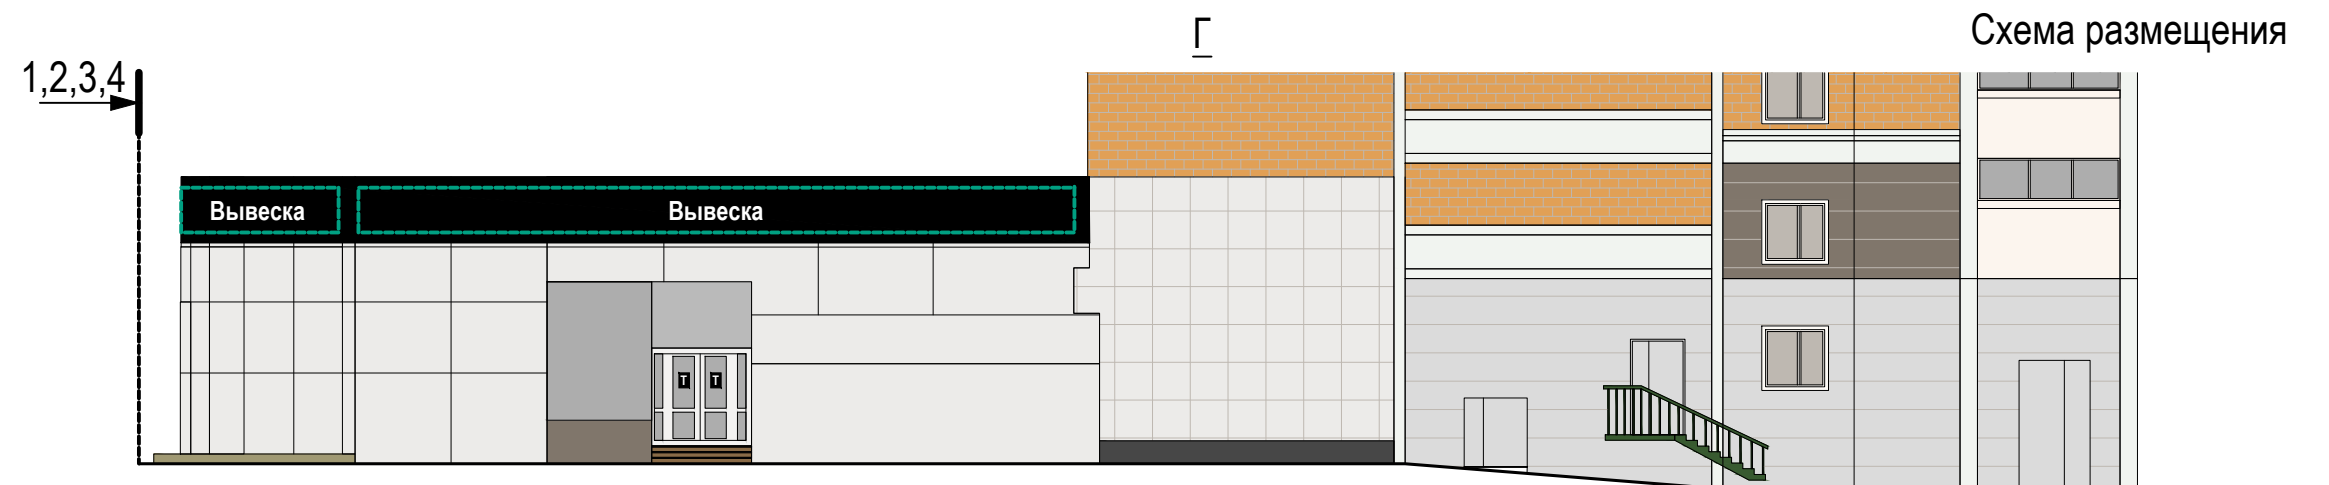 Г
Схема размещения
1,2,3,4
Вывеска
Вывеска
Т Т